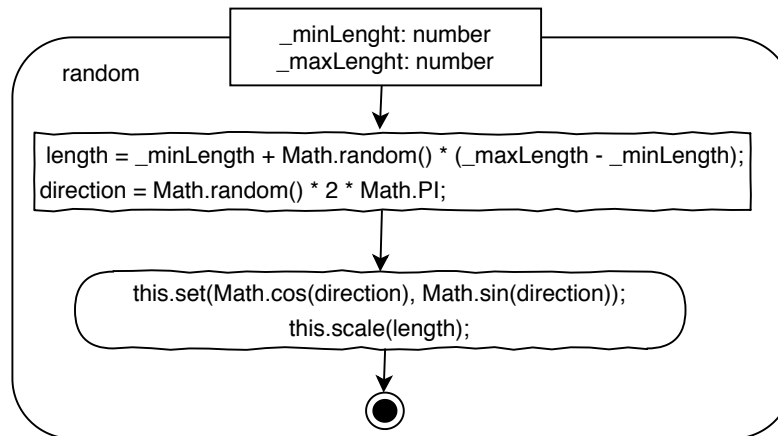 _minLenght: number
_maxLenght: number
random
length = _minLength + Math.random() * (_maxLength - _minLength);
direction = Math.random() * 2 * Math.PI;
this.set(Math.cos(direction), Math.sin(direction));
this.scale(length);